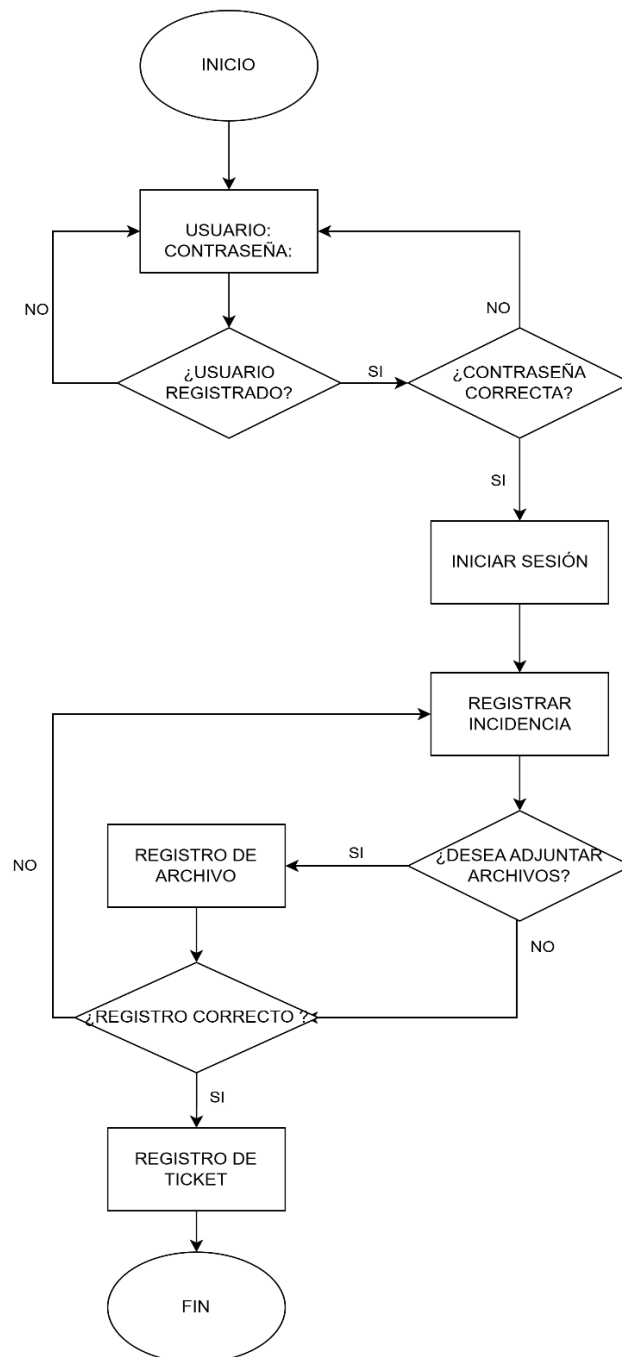 INICIO
USUARIO:
CONTRASEÑA:
NO
NO
¿USUARIO
REGISTRADO?
SI
¿CONTRASEÑA
CORRECTA?
SI
INICIAR SESIÓN
REGISTRAR
INCIDENCIA
NO
REGISTRO DE
ARCHIVO
SI
¿DESEA ADJUNTAR
ARCHIVOS?
NO
¿REGISTRO CORRECTO ?
SI
REGISTRO DE
TICKET
FIN